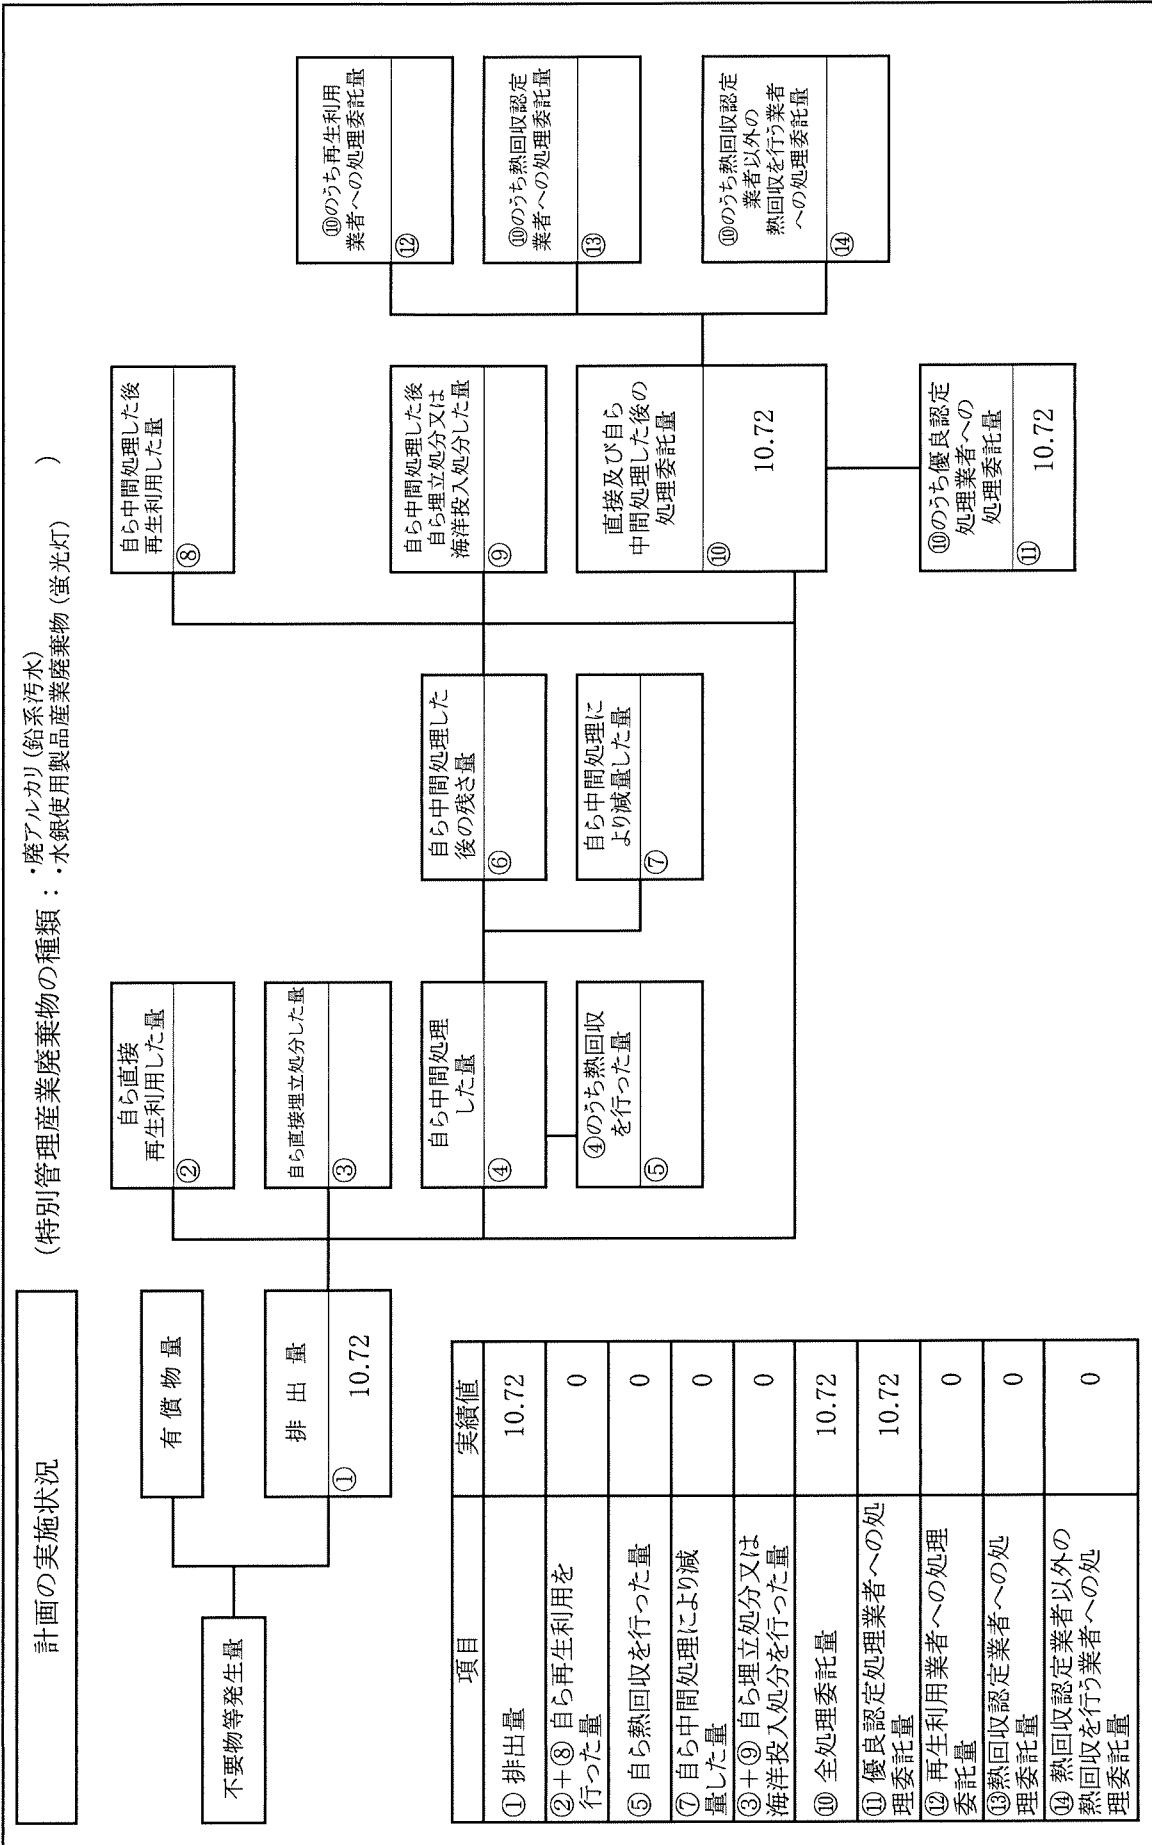 計画の実施状況
(特別管理産業廃棄物の種類：
・廃アルカリ（鉛系汚水）
・水銀使用製品産業廃棄物（蛍光灯）
)
不要物等発生量
有償物量
排出量
①
10.72
自ら直接
再生利用した量
②
自ら直接埋立処分した量
③
自ら中間処理
した量
④
④のうち熱回収
を行った量
⑤
自ら中間処理した
後の残さ量
⑥
自ら中間処理に
より減量した量
⑦
自ら中間処理した後
再生利用した量
⑧
自ら中間処理した後
自ら埋立処分又は
海洋投入処分した量
⑨
直接及び自ら
中間処理した後の
処理委託量
⑩
10.72
⑩のうち優良認定
処理業者への
処理委託量
⑪
10.72
⑩のうち再生利用
業者への処理委託量
⑫
⑩のうち熱回収認定
業者への処理委託量
⑬
⑩のうち熱回収認定
業者以外の
熱回収を行う業者
への処理委託量
⑭
項目 実績値
① 排出量 10.72
②＋⑧ 自ら再生利用を
行った量 0
⑤ 自ら熱回収を行った量 0
⑦ 自ら中間処理により減
量した量 0
③＋⑨ 自ら埋立処分又は
海洋投入処分を行った量 0
⑩ 全処理委託量 10.72
⑪ 優良認定処理業者への処
理委託量 10.72
⑫ 再生利用業者への処理
委託量 0
⑬熱回収認定業者への処
理委託量 0
⑭ 熱回収認定業者以外の
熱回収を行う業者への処
理委託量 0